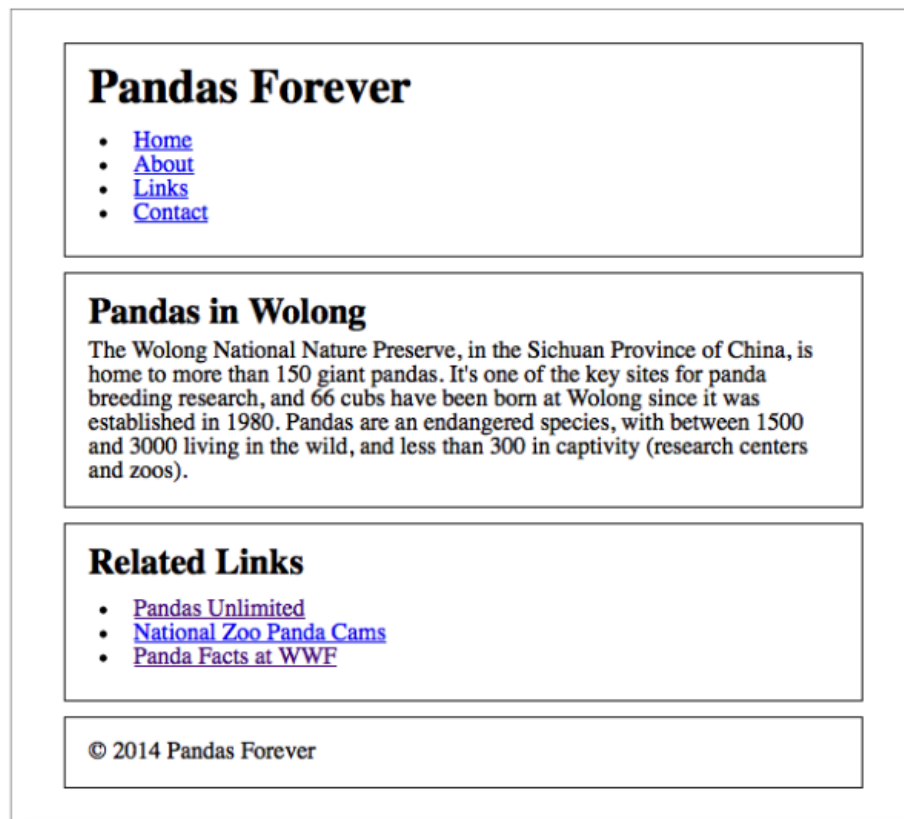 Pandas Forever
Home
About
Links
Contact
Pandas in Wolong
The Wolong National Nature Preserve, in the Sichuan Province of China, is
home to more than 150 giant pandas. It's one of the key sites for panda
breeding research, and 66 cubs have been born at Wolong since it was
established in 1980. Pandas are an endangered species, with between 1500
and 3000 living in the wild, and less than 300 in captivity (research centers
and zoos).
Related Links
Pandas Unlimited
National Zoo Panda Cams
Panda Facts at WWF
© 2014 Pandas Forever